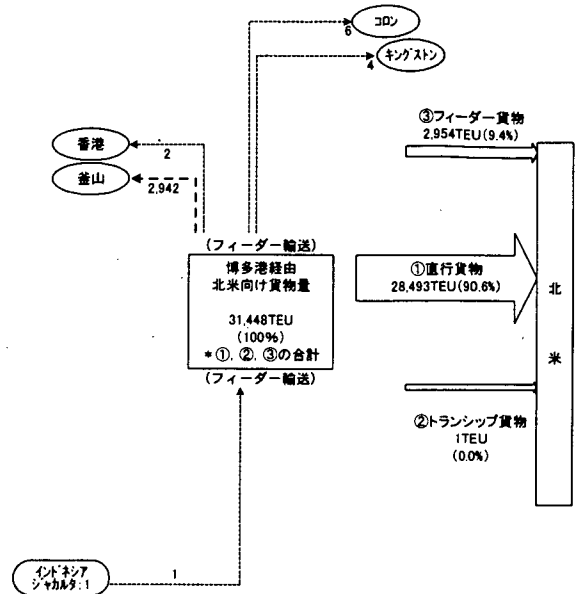 コロン
6
キングストン
4
③フィーダー貨物
2,954TEU(9.4%)
香港
2
釜山
2,942
(フィーダー輸送)
博多港経由
北米向け貨物量
31,448TEU
(100%)
*①,②,③の合計
(フィーダー輸送)
①直行貨物
28,493TEU(90.6%)
北
米
②トランシップ貨物
1TEU
(0.0%)
インドネシア
ジャカルタ:1
1